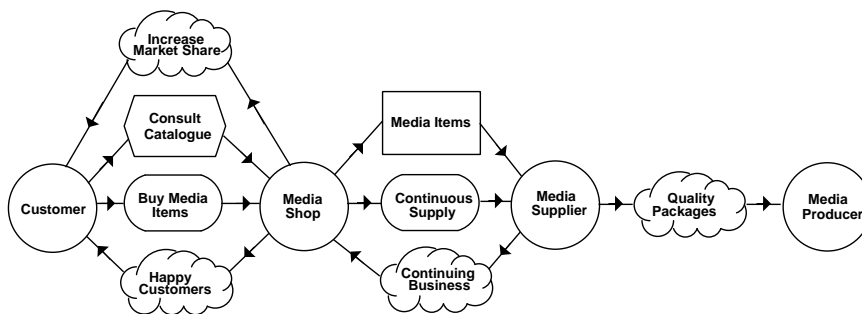 Increase
Market Share
Consult
Catalogue
Media Items
Customer
Buy Media
Items
Media
Shop
Continuous
Supply
Media
Supplier
Quality
Packages
Media
Producer
Happy
Customers
Continuing
Business